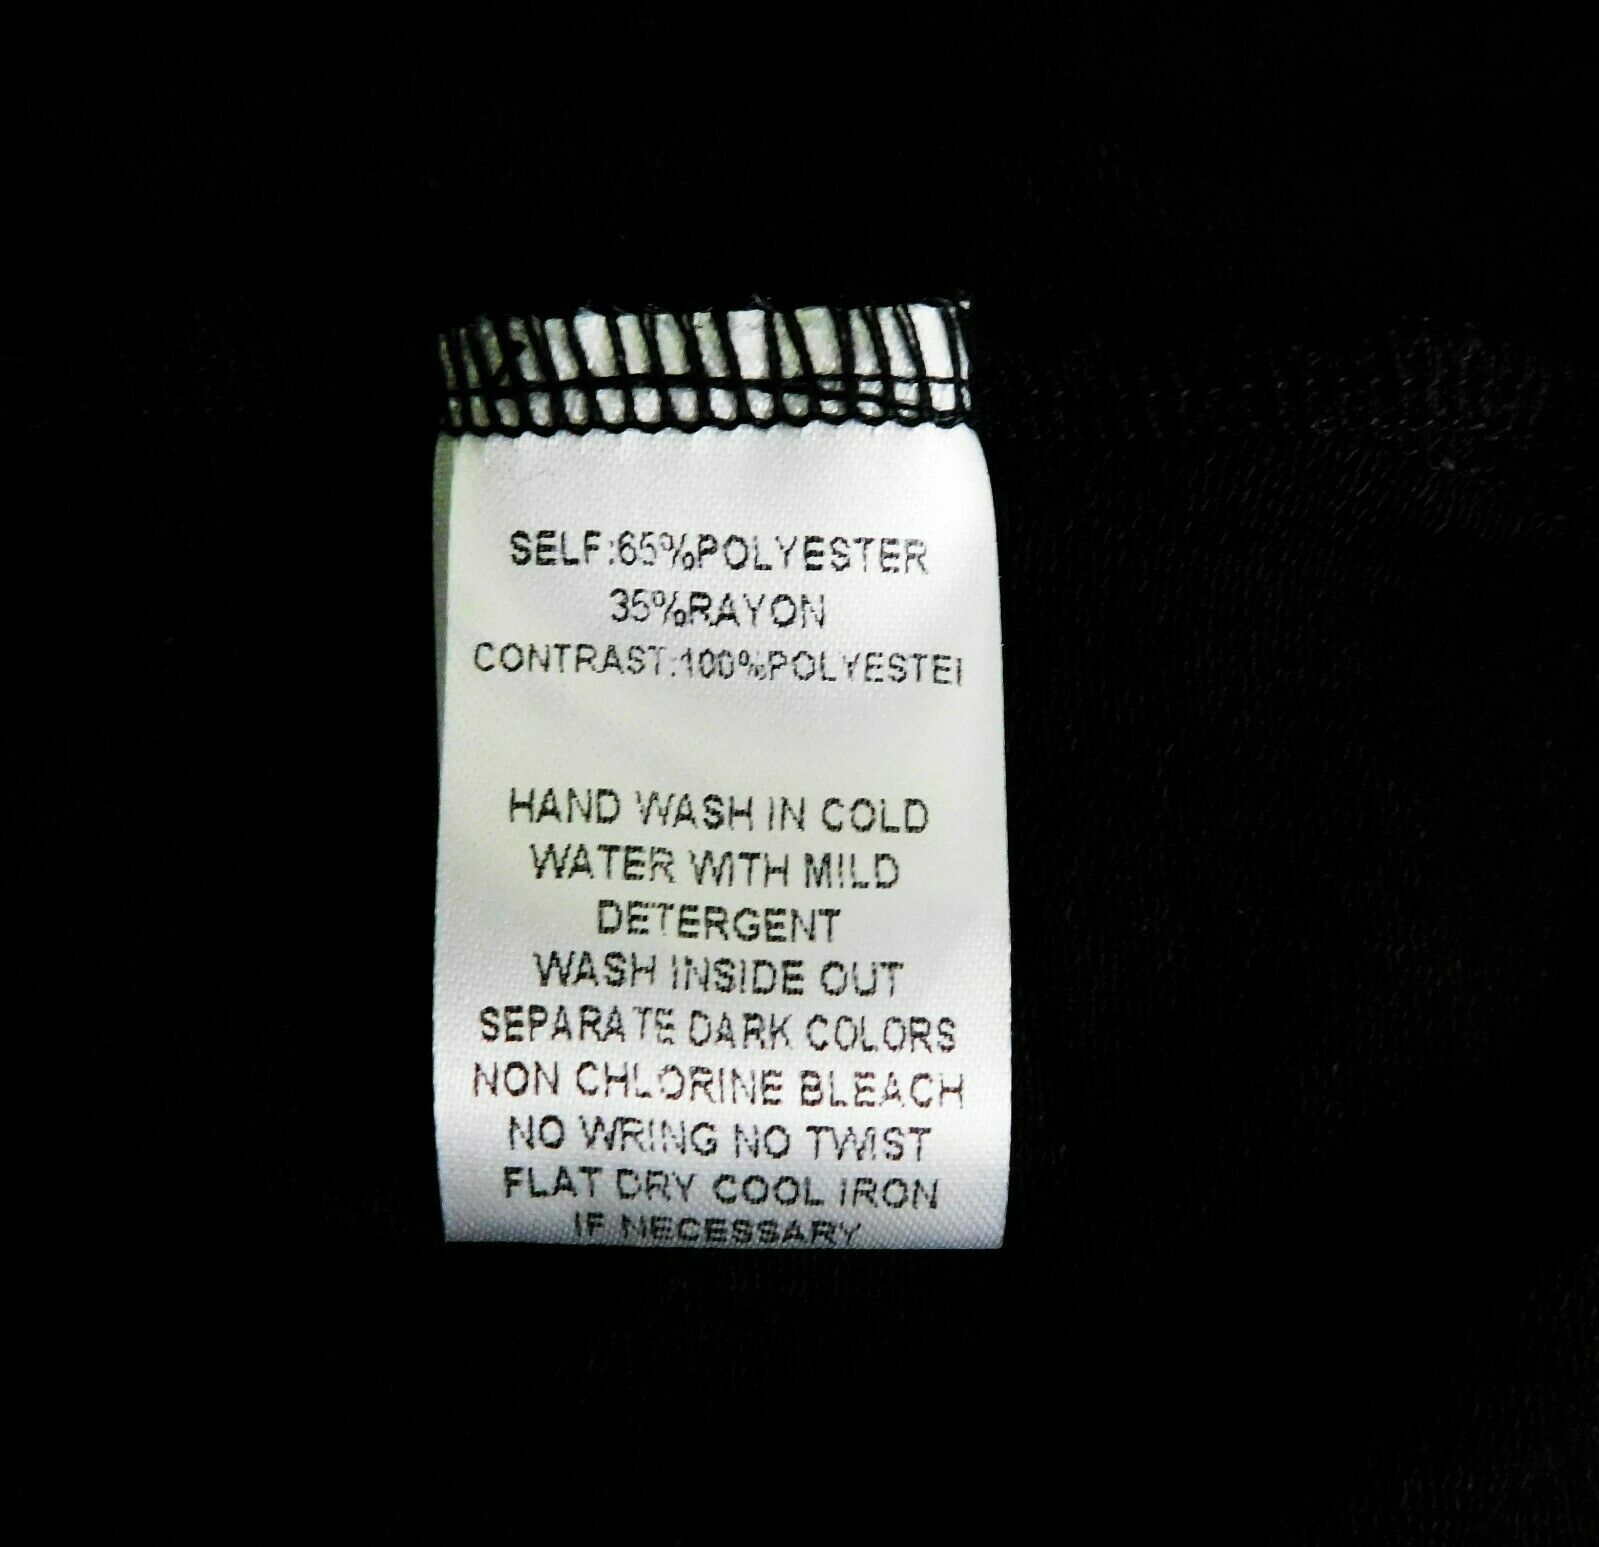 SELF:65%POLYESTER
35%RAYON
CONTRAST:100%POLYESTEI
HAND WASH IN COLD
WATER WITH MILD
DETERGENT
WASH INSIDE OUT
SEPARATE DARK COLORS
NON CHLORINE BLEACH
NO WRING NO TWIST
FLAT DRY COOL IRON
IF NECESSARY